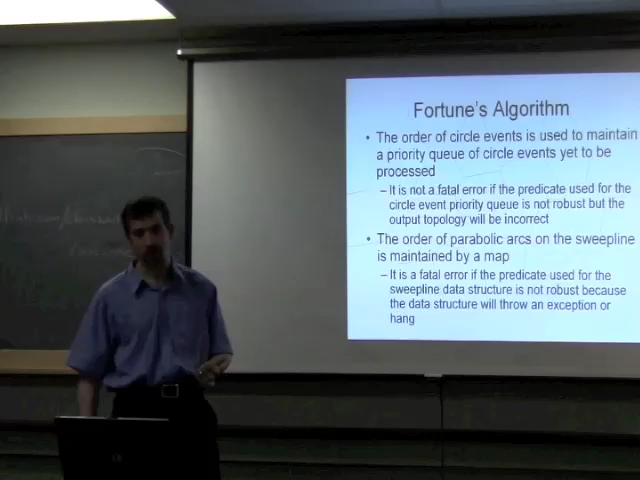 Fortune's Algorithm
• The order of circle events is used to maintain
a priority queue of circle events yet to be
processed
– It is not a fatal error if the predicate used for the
circle event priority queue is not robust but the
output topology will be incorrect
• The order of parabolic arcs on the sweepline
is maintained by a map
– It is a fatal error if the predicate used for the
sweepline data structure is not robust because
the data structure will throw an exception or
hang